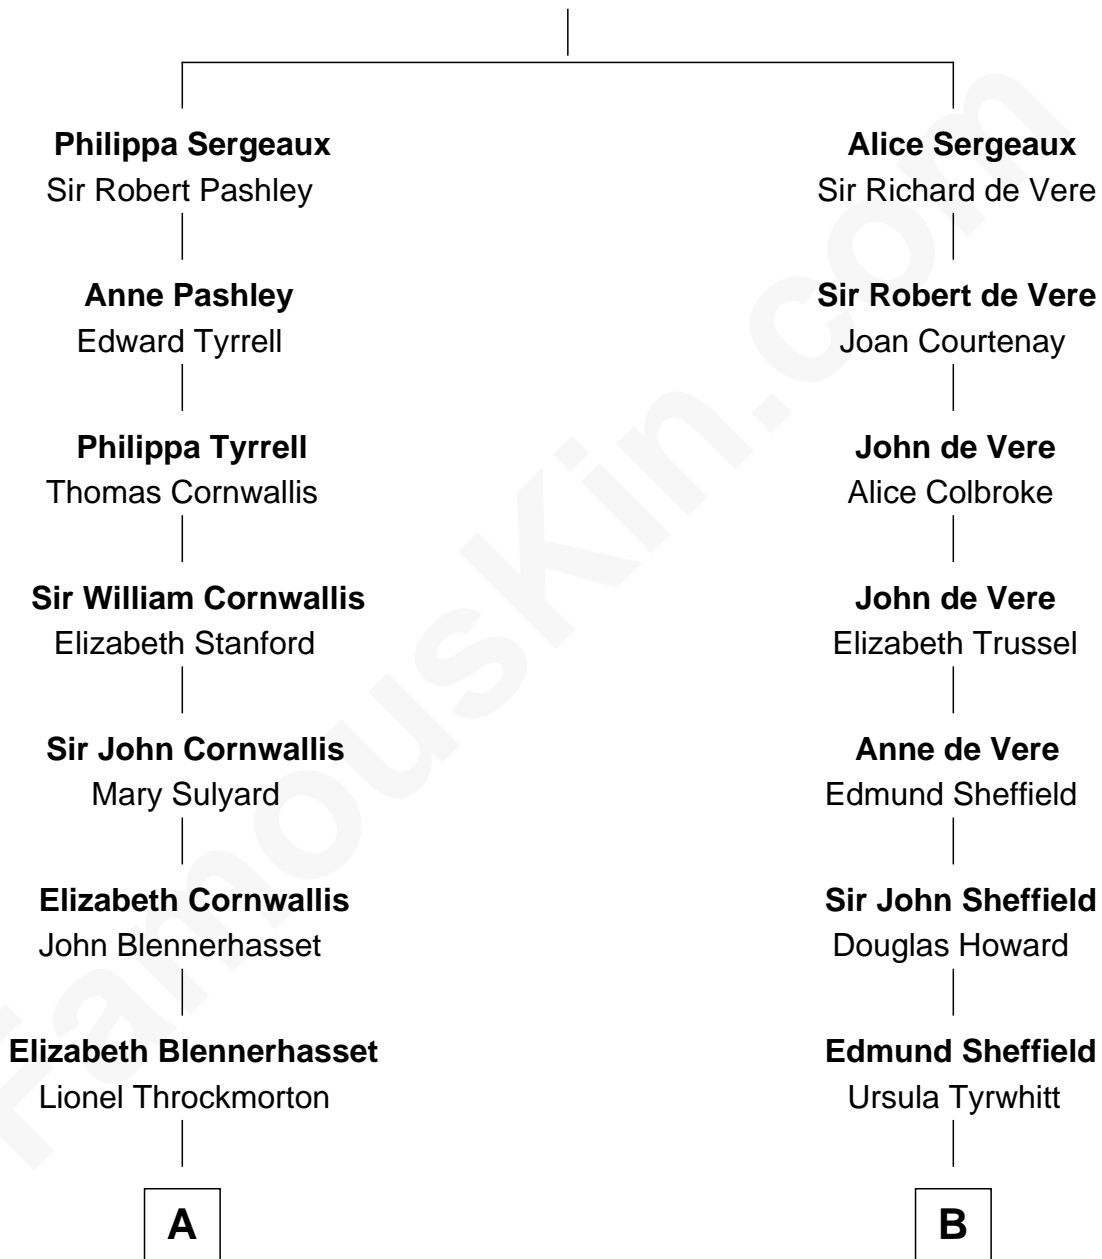 Philippa Sergeaux
Sir Robert Pashley
Anne Pashley
Edward Tyrrell
Philippa Tyrrell
Thomas Cornwallis
Sir William Cornwallis
Elizabeth Stanford
Sir John Cornwallis
Mary Sulyard
Elizabeth Cornwallis
John Blennerhasset
Elizabeth Blennerhasset
Lionel Throckmorton
A
Alice Sergeaux
Sir Richard de Vere
Sir Robert de Vere
Joan Courtenay
John de Vere
Alice Colbroke
John de Vere
Elizabeth Trussel
Anne de Vere
Edmund Sheffield
Sir John Sheffield
Douglas Howard
Edmund Sheffield
Ursula Tyrwhitt
B
FamousKin.com